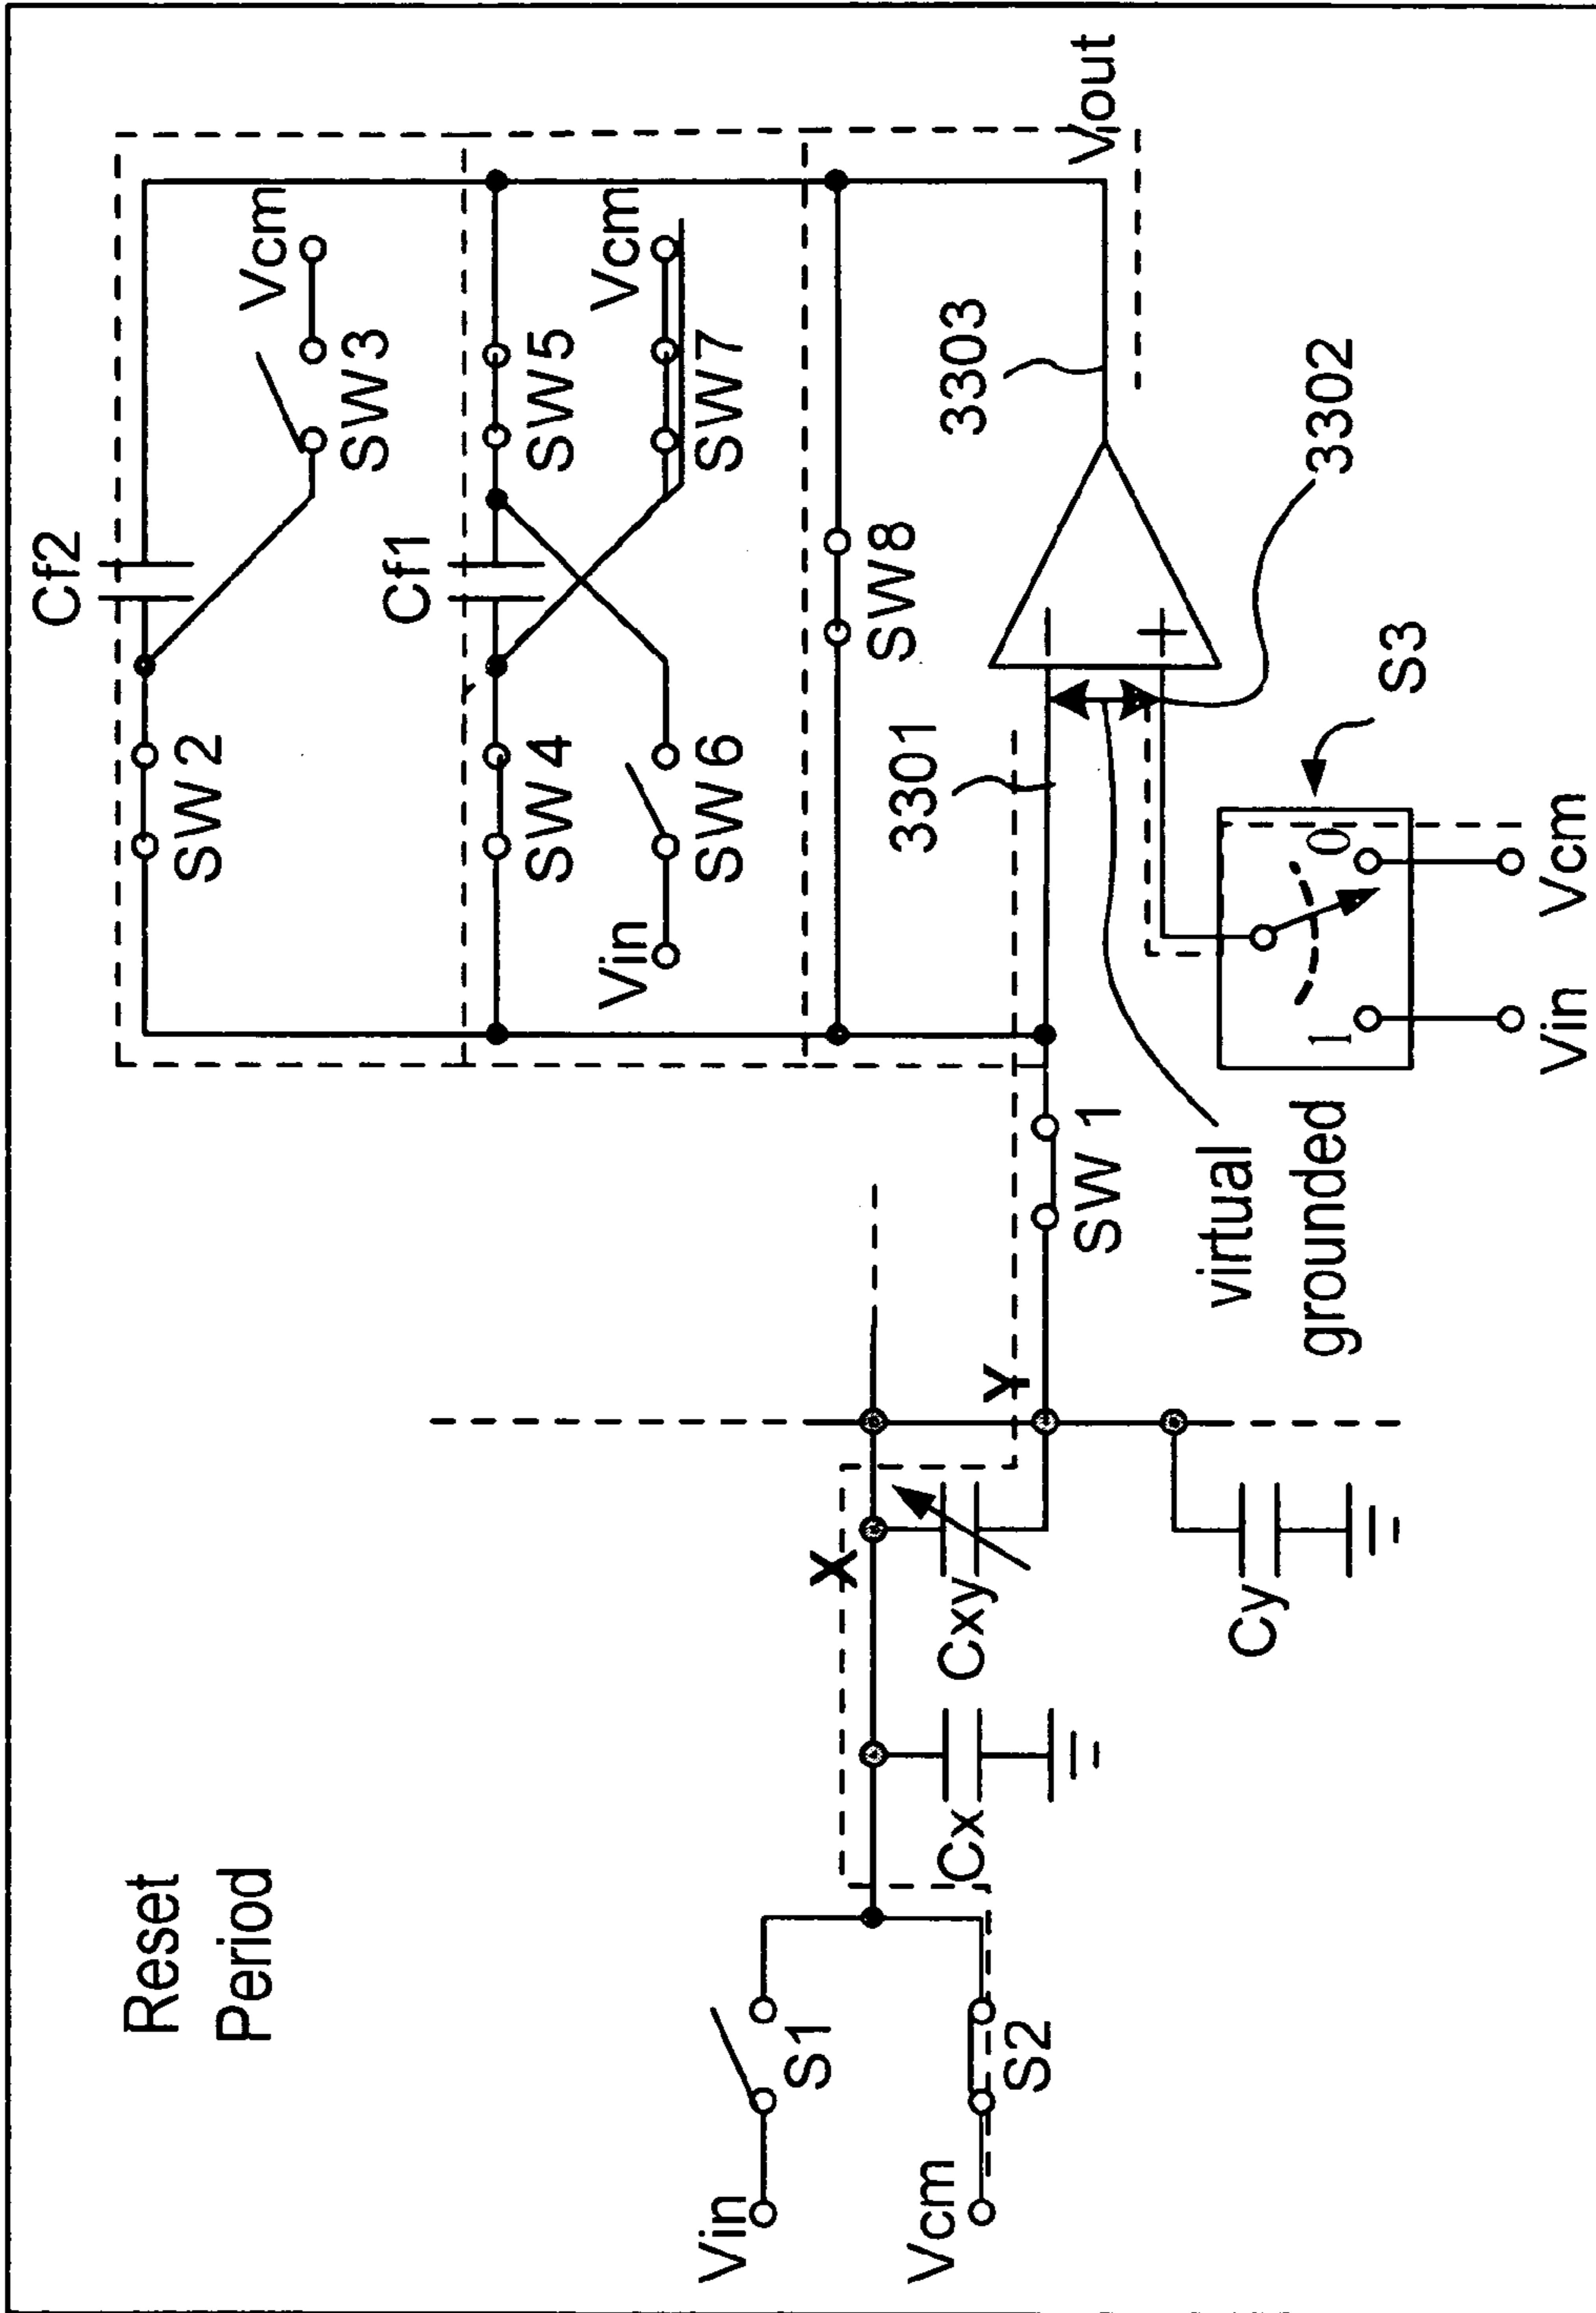 Reset
Period
Cf2
SW2
SW3
Vcm
Cf1
SW4
SW5
Vcm
Vin
SW6
SW7
SW8
Vout
3301
3303
3302
X
Y
Vin
S1
Cx
Cxy
SW1
Vcm
S2
Cy
virtual
grounded
1
0
S3
Vin
Vcm